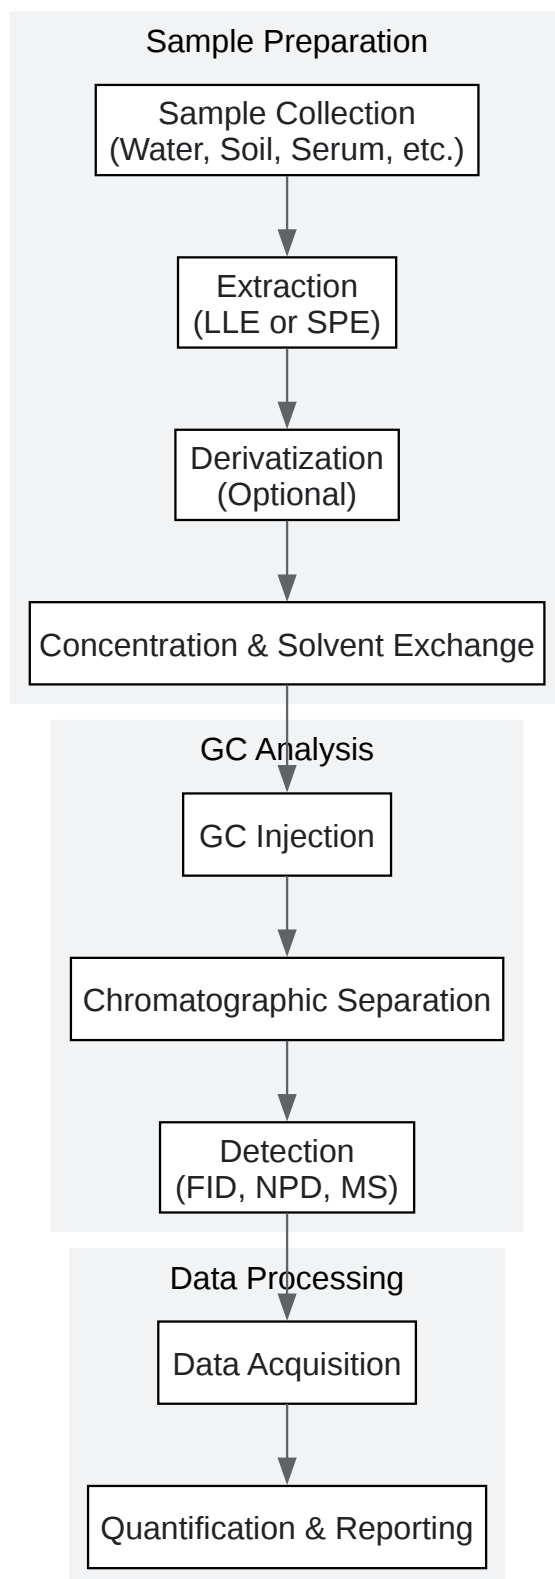 Sample Preparation
Sample Collection
(Water, Soil, Serum, etc.)
Extraction
(LLE or SPE)
Derivatization
(Optional)
Concentration & Solvent Exchange
GC Analysis
GC Injection
Chromatographic Separation
Detection
(FID, NPD, MS)
Data Processing
Data Acquisition
Quantification & Reporting